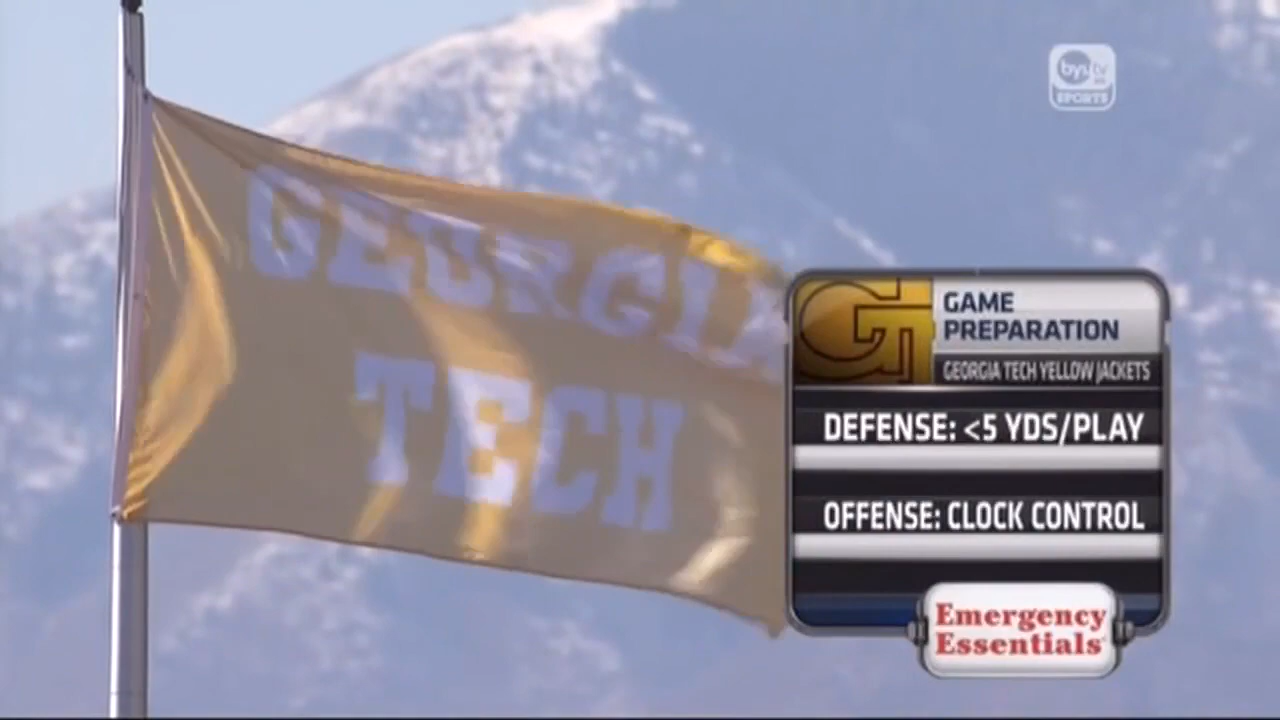 GEORGIA
TECH
byutv
SPORTS
GT
GAME
PREPARATION
GEORGIA TECH YELLOW JACKETS
DEFENSE: <5 YDS/PLAY
OFFENSE: CLOCK CONTROL
Emergency
Essentials